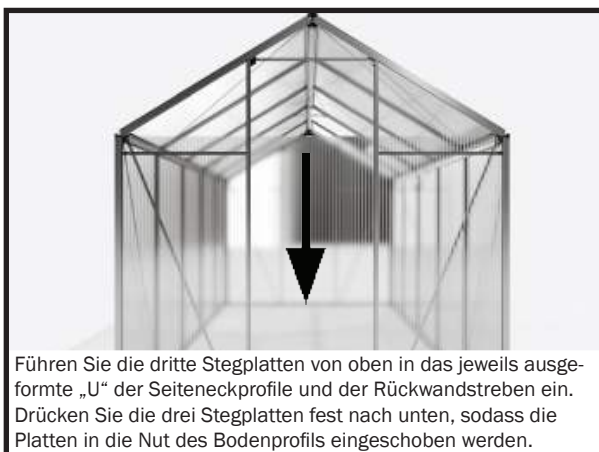 Führen Sie die dritte Stegplatten von oben in das jeweils ausge-
formte „U“ der Seiteneckprofile und der Rückwandstreben ein.
Drücken Sie die drei Stegplatten fest nach unten, sodass die
Platten in die Nut des Bodenprofils eingeschoben werden.